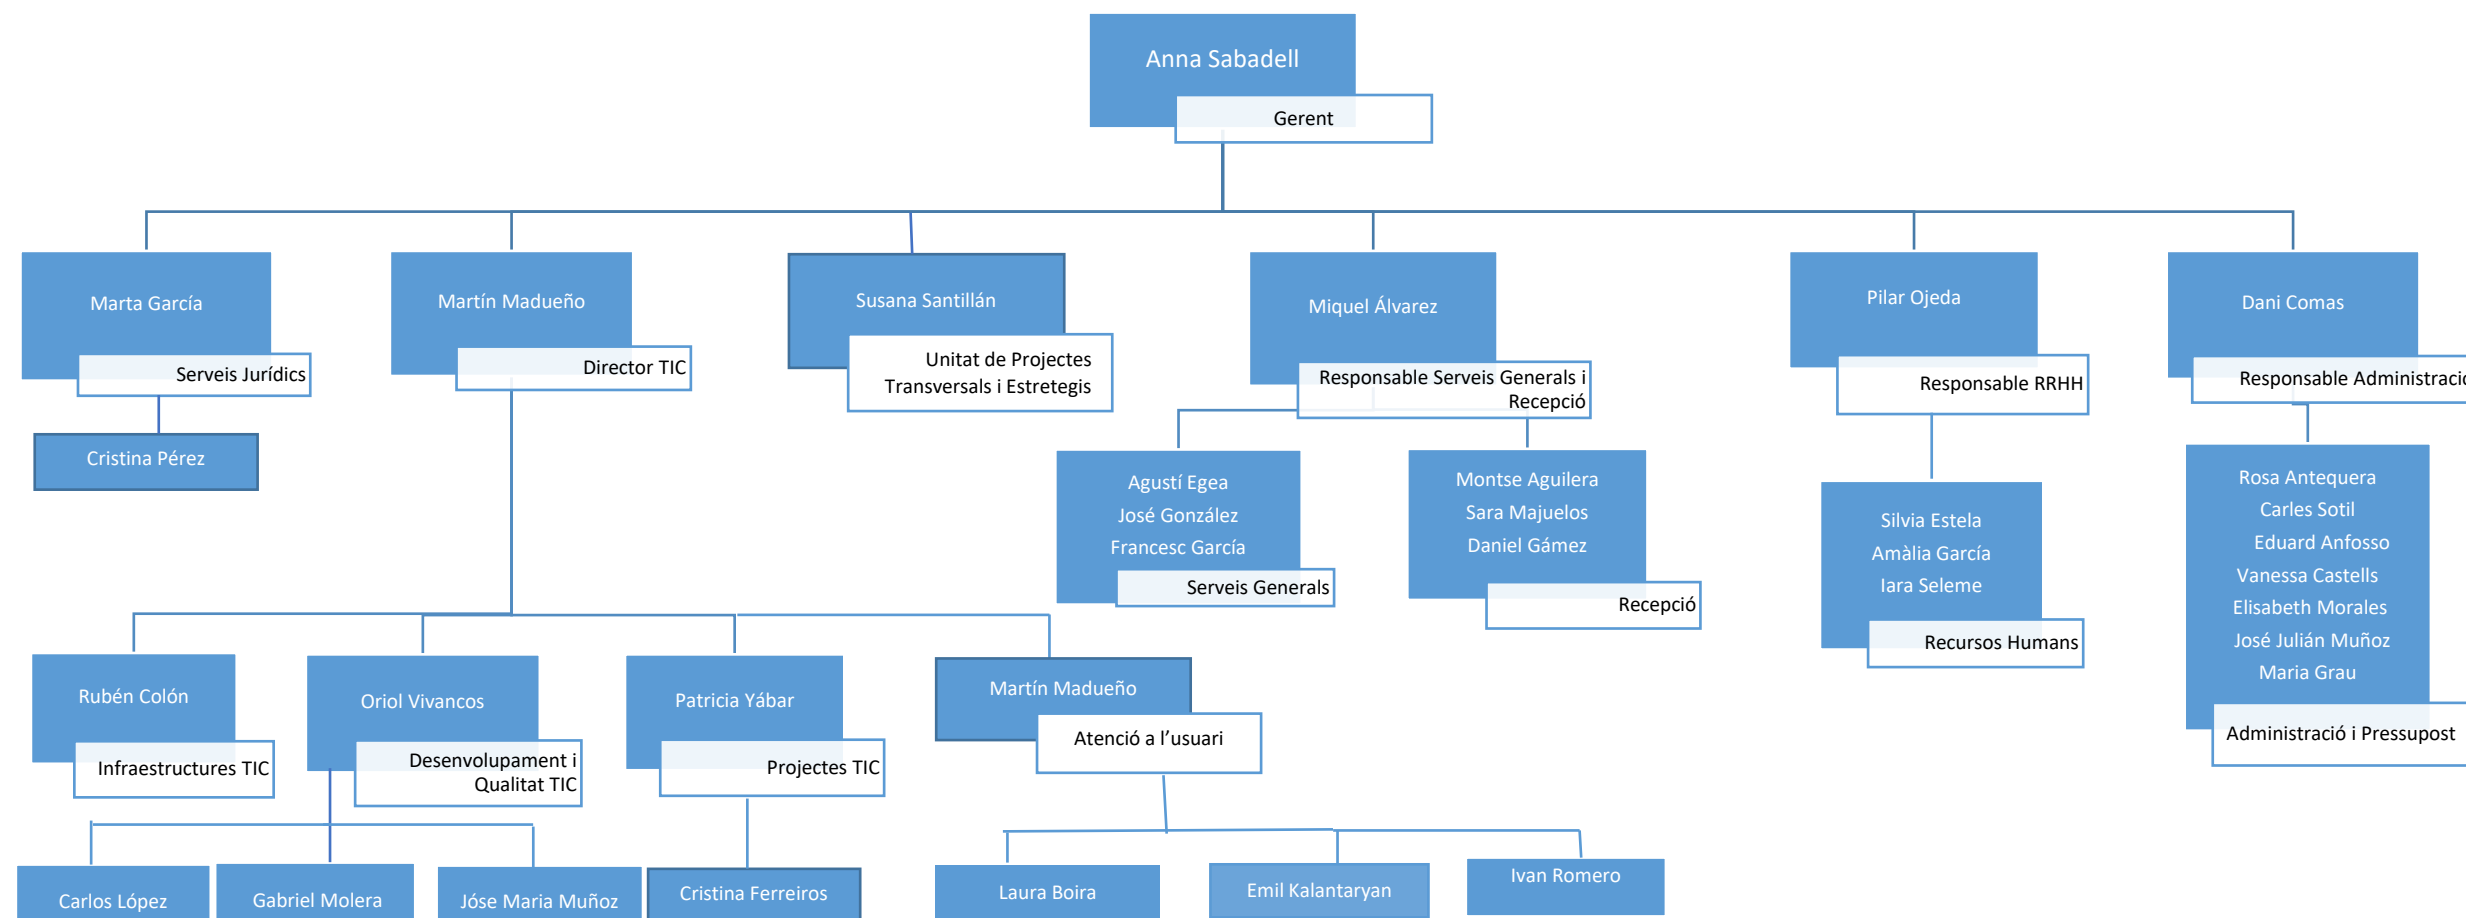 Anna Sabadell
Gerent
Marta García
Serveis Jurídics
Martín Madueño
Director TIC
Susana Santillán
Unitat de Projectes
Transversals i Estretegis
Miquel Álvarez
Responsable Serveis Generals i
Recepció
Pilar Ojeda
Responsable RRHH
Dani Comas
Responsable Administració
Cristina Pérez
Agustí Egea
José González
Francesc García
Serveis Generals
Montse Aguilera
Sara Majuelos
Daniel Gámez
Recepció
Silvia Estela
Amàlia García
Iara Seleme
Recursos Humans
Rosa Antequera
Carles Sotil
Eduard Anfosso
Vanessa Castells
Elisabeth Morales
José Julián Muñoz
Maria Grau
Administració i Pressupost
Rubén Colón
Infraestructures TIC
Oriol Vivancos
Desenvolupament i
Qualitat TIC
Patricia Yábar
Projectes TIC
Martín Madueño
Atenció a l’usuari
Carlos López
Gabriel Molera
Jóse Maria Muñoz
Cristina Ferreiros
Laura Boira
Emil Kalantaryan
Ivan Romero